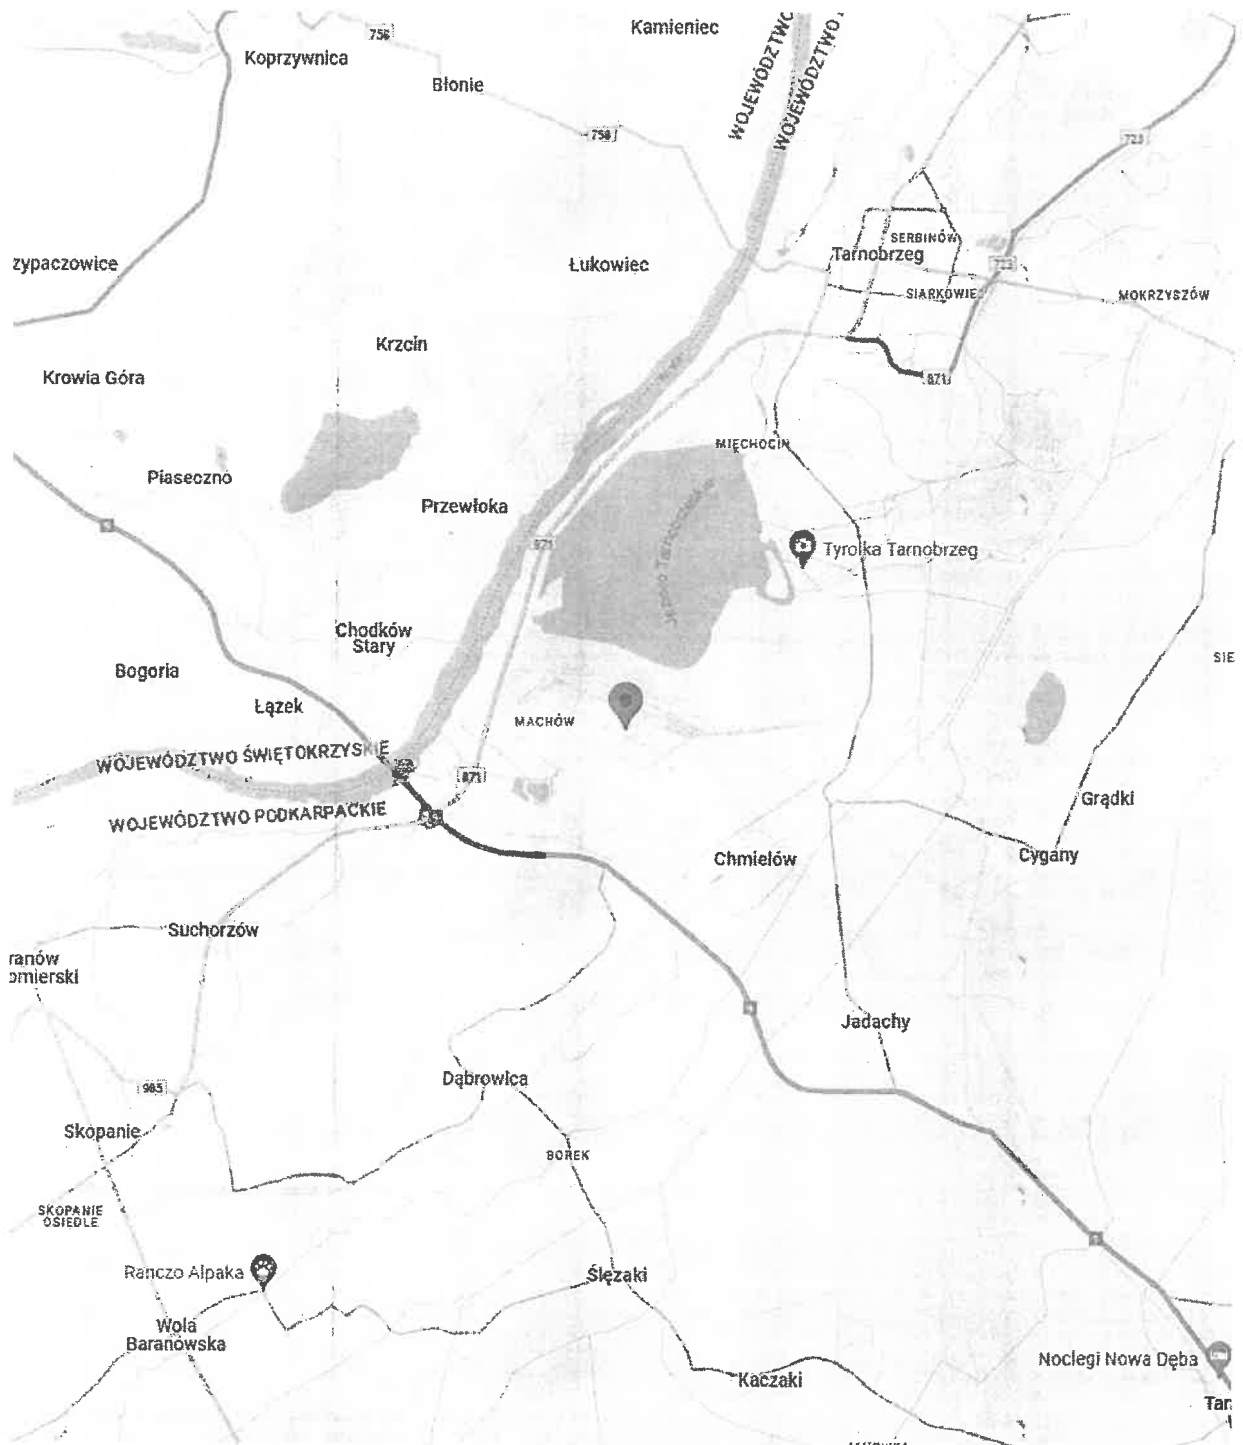 Kamieniec
756
Koprzywnica
WOJEWÓDZTWO
WOJEWÓDZTWO
Błonie
758
723
SERBINÓW
Tarnobrzeg
zypaczowice
Łukowiec
723
SIARKOWIEC
MOKRZYSZÓW
Krzcin
Krowia Góra
871
MIĘCHOCIN
Piaseczno
Przewłoka
871
Jezioro Tarnobrzeskie
Tyrolka Tarnobrzeg
Chodków
Stary
SIE
Bogoria
Łązek
MACHÓW
WOJEWÓDZTWO ŚWIĘTOKRZYSKIE
871
WOJEWÓDZTWO PODKARPACKIE
Grądki
Chmielów
Cygany
Suchorzów
ranów
omierski
Jadachy
Dąbrowica
985
Skopanie
BOREK
SKOPANIE
OSIEDLE
Ranczo Alpaka
Ślęzaki
Wola
Baranowska
Noclegi Nowa Dęba
Kaczaki
Tar